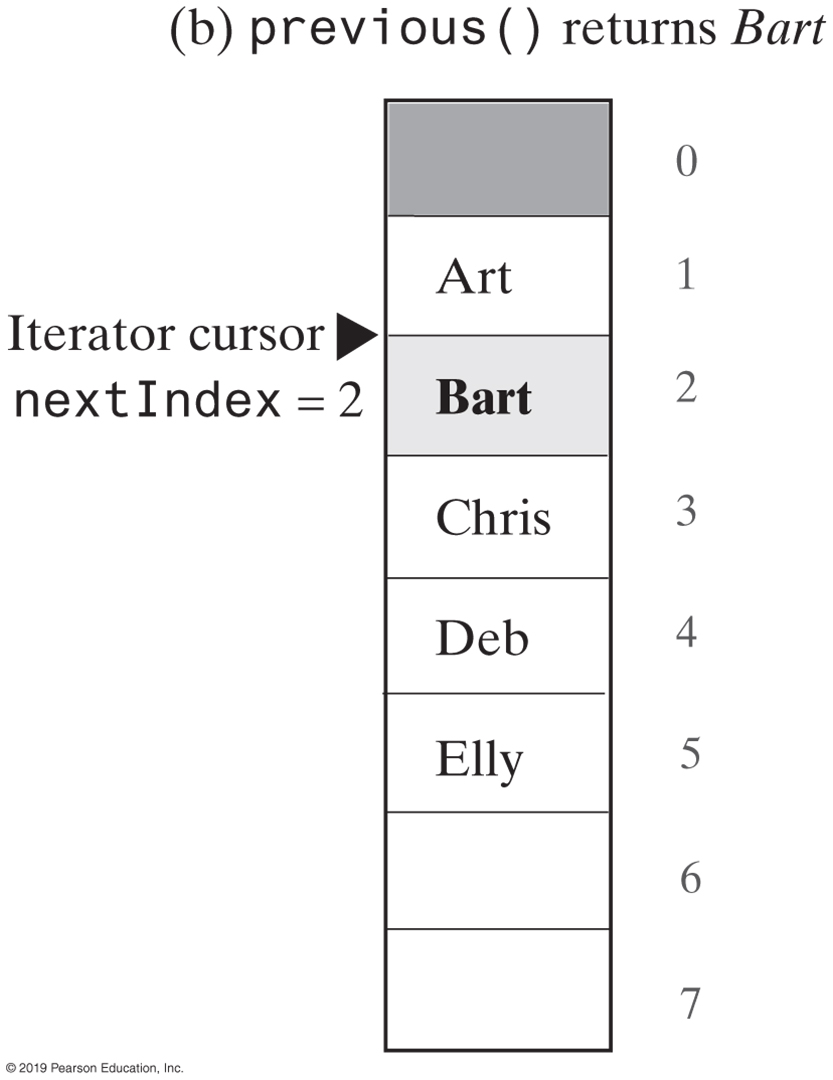 (b) previous() returns Bart
0
Art 1
Iterator cursor
nextIndex = 2 Bart 2
Chris 3
Deb 4
Elly 5
6
7
© 2019 Pearson Education, Inc.